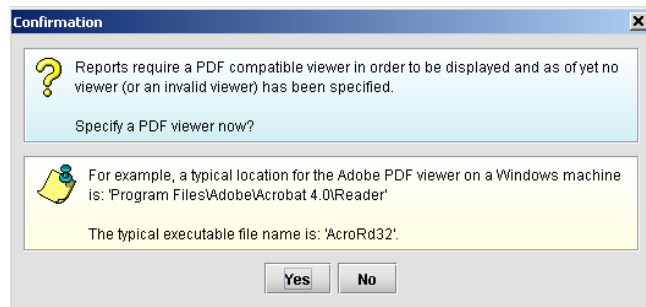 Confirmation
Reports require a PDF compatible viewer in order to be displayed and as of yet no
viewer (or an invalid viewer) has been specified.
Specify a PDF viewer now?
For example, a typical location for the Adobe PDF viewer on a Windows machine
is: 'Program Files\Adobe\Acrobat 4.0\Reader'
The typical executable file name is: 'AcroRd32'.
Yes No